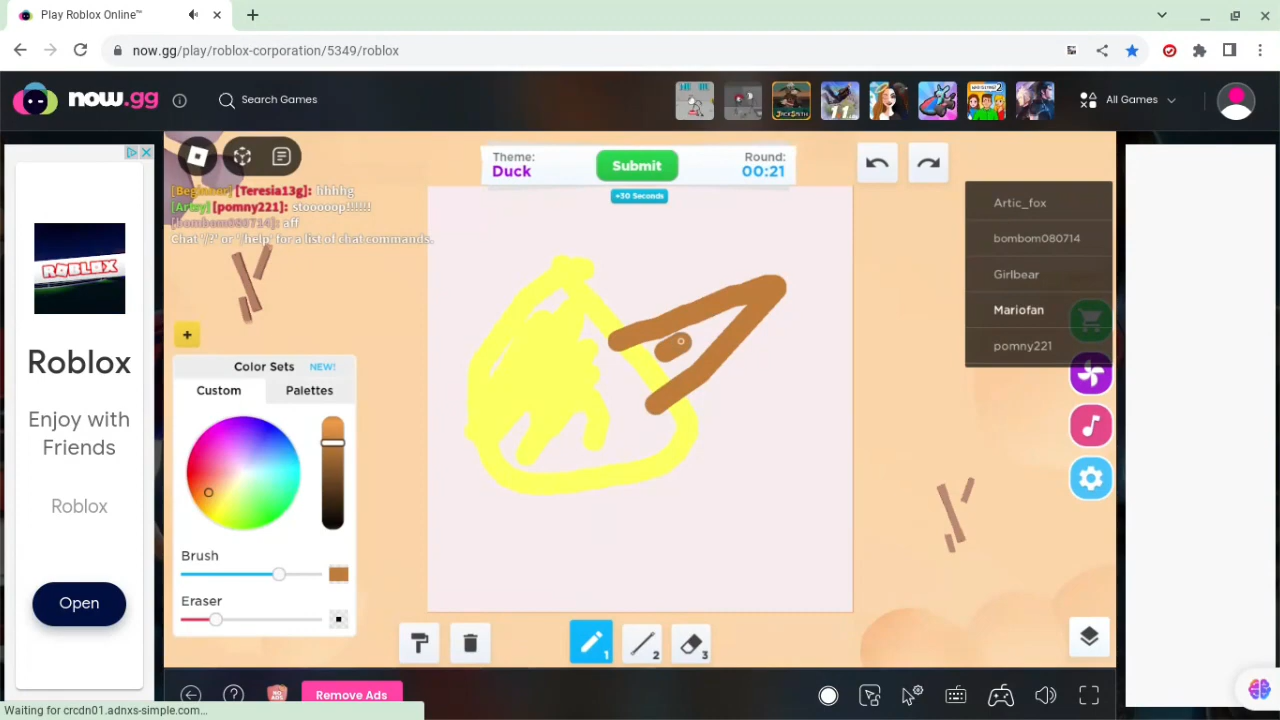 Play Roblox Online™
now.gg/play/roblox-corporation/5349/roblox
now.gg
Search Games
All Games
Theme:
Duck
Submit
Round:
00:21
+30 Seconds
[Beginner] [Teresia13g]: hhhhg
[Artsy] [pomny221]: stooooop!!!!!!
[bombom080714]: aff
Chat '/?' or '/help' for a list of chat commands.
Artic_fox
bombom080714
Girlbear
Mariofan
pomny221
ROBLOX
Roblox
Enjoy with
Friends
Roblox
Open
+
Color Sets NEW!
Custom Palettes
Brush
Eraser
1
2
3
Remove Ads
Waiting for crcdn01.adnxs-simple.com...